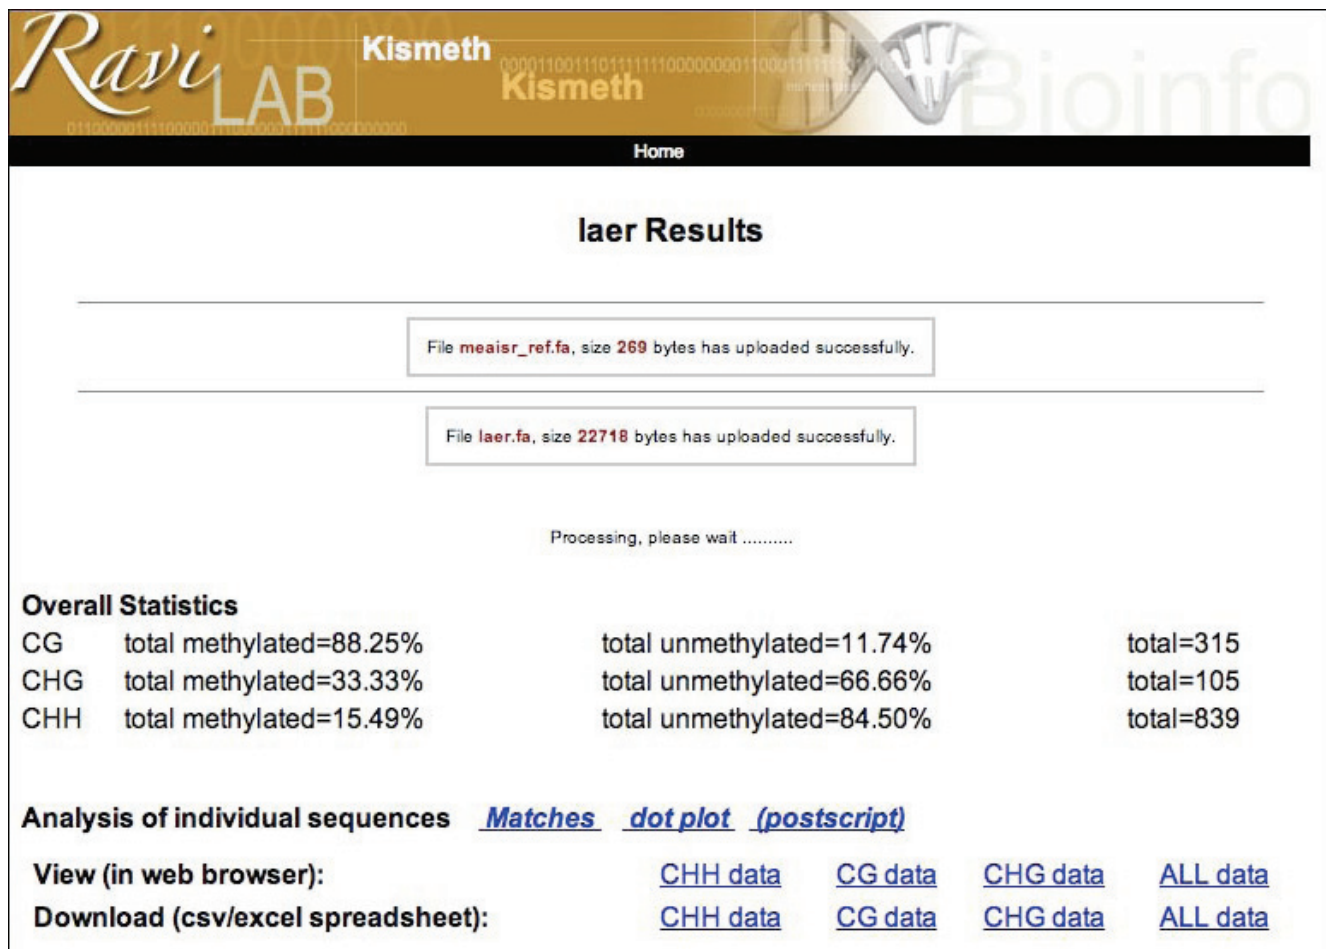 Ravi LAB
Kismeth
Kismeth
Bioinfo
Home
laer Results
File meaisr_ref.fa, size 269 bytes has uploaded successfully.
File laer.fa, size 22718 bytes has uploaded successfully.
Processing, please wait ..........
Overall Statistics
CG total methylated=88.25% total unmethylated=11.74% total=315
CHG total methylated=33.33% total unmethylated=66.66% total=105
CHH total methylated=15.49% total unmethylated=84.50% total=839
Analysis of individual sequences Matches dot plot (postscript)
View (in web browser): CHH data CG data CHG data ALL data
Download (csv/excel spreadsheet): CHH data CG data CHG data ALL data